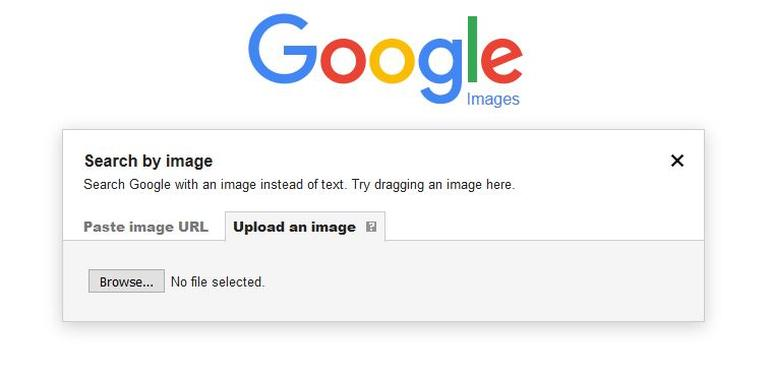 Google
Images
Search by image
Search Google with an image instead of text. Try dragging an image here.
Paste image URL Upload an image ?
Browse... No file selected.